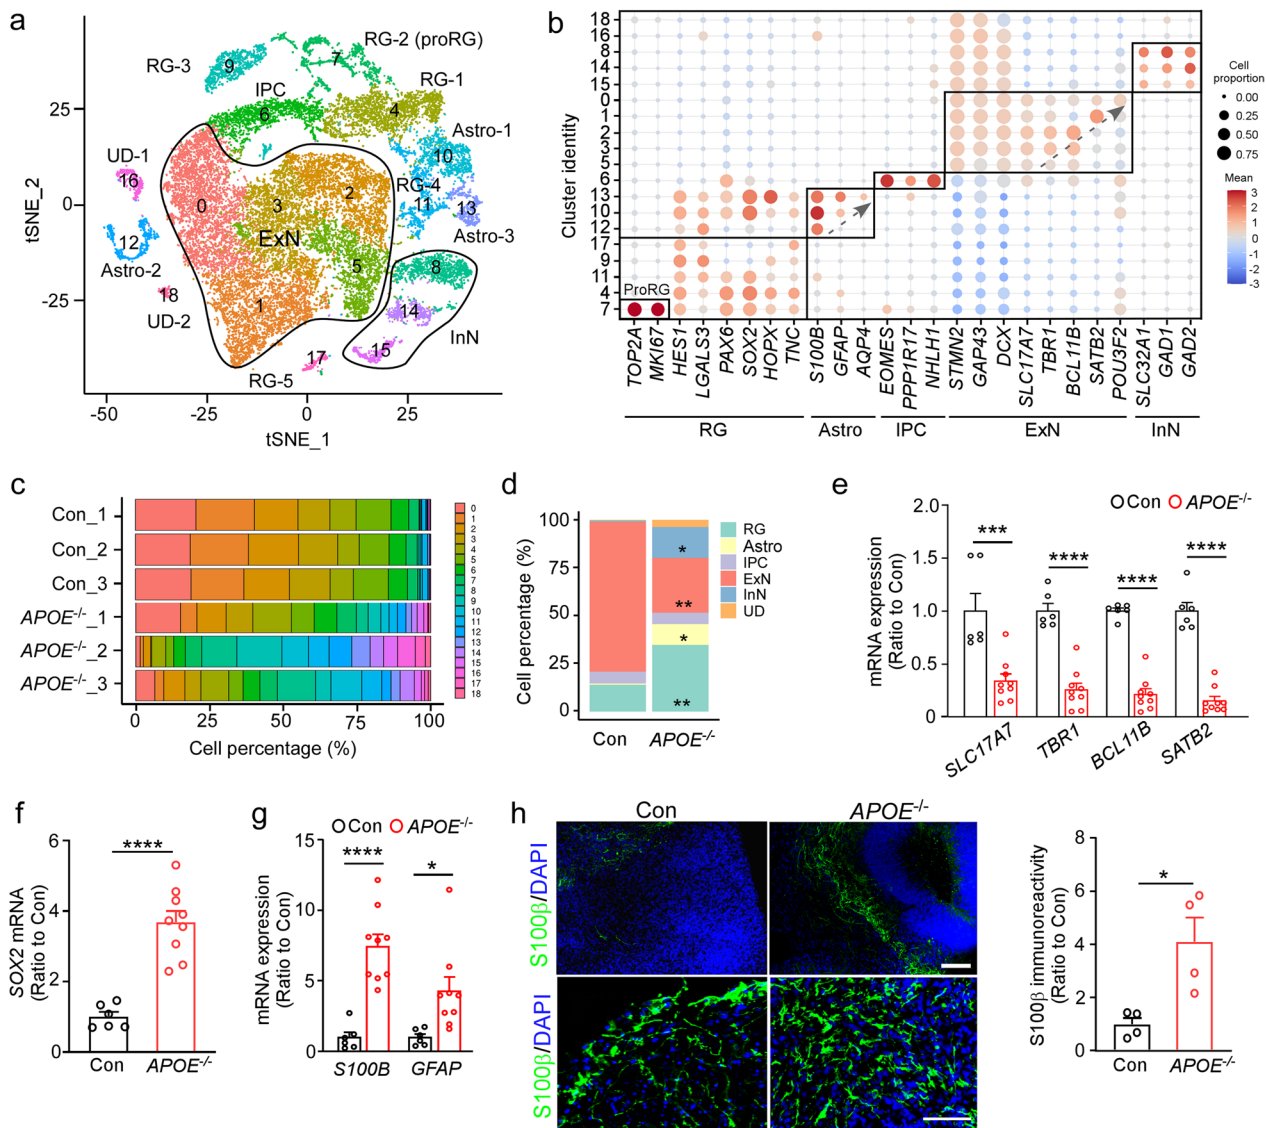 a
tSNE_2
25
0
-25
-50
-25
0
25
tSNE_1
RG-3
9
7
RG-2 (proRG)
IPC
6
RG-1
4
Astro-1
10
UD-1
16
0
3
2
RG-4
11
13
ExN
Astro-3
12
Astro-2
5
8
18
UD-2
1
14
InN
15
17
RG-5
b
Cluster identity
18
16
8
14
15
0
1
2
3
5
6
13
10
12
17
9
11
4
7
ProRG
TOP2A
MKI67
HES1
LGALS3
PAX6
SOX2
HOPX
TNC
S100B
GFAP
AQP4
EOMES
PPP1R17
NHLH1
STMN2
GAP43
DCX
SLC17A7
TBR1
BCL11B
SATB2
POU3F2
SLC32A1
GAD1
GAD2
RG
Astro
IPC
ExN
InN
Cell
proportion
0.00
0.25
0.50
0.75
Mean
3
2
1
0
-1
-2
-3
c
Con_1
Con_2
Con_3
APOE-/-_1
APOE-/-_2
APOE-/-_3
0
25
50
75
100
Cell percentage (%)
0
1
2
3
4
5
6
7
8
9
10
11
12
13
14
15
16
17
18
d
Cell percentage (%)
100
75
50
25
0
*
**
*
**
Con
APOE-/-
RG
Astro
IPC
ExN
InN
UD
e
Con
APOE-/-
mRNA expression
(Ratio to Con)
2.0
1.5
1.0
0.5
0
***
****
****
****
SLC17A7
TBR1
BCL11B
SATB2
f
SOX2 mRNA
(Ratio to Con)
6
4
2
0
****
Con
APOE-/-
g
Con
APOE-/-
mRNA expression
(Ratio to Con)
15
10
5
0
****
*
S100B
GFAP
h
Con
APOE-/-
S100β/DAPI
S100β/DAPI
S100β immunoreactivity
(Ratio to Con)
8
6
4
2
0
*
Con
APOE-/-